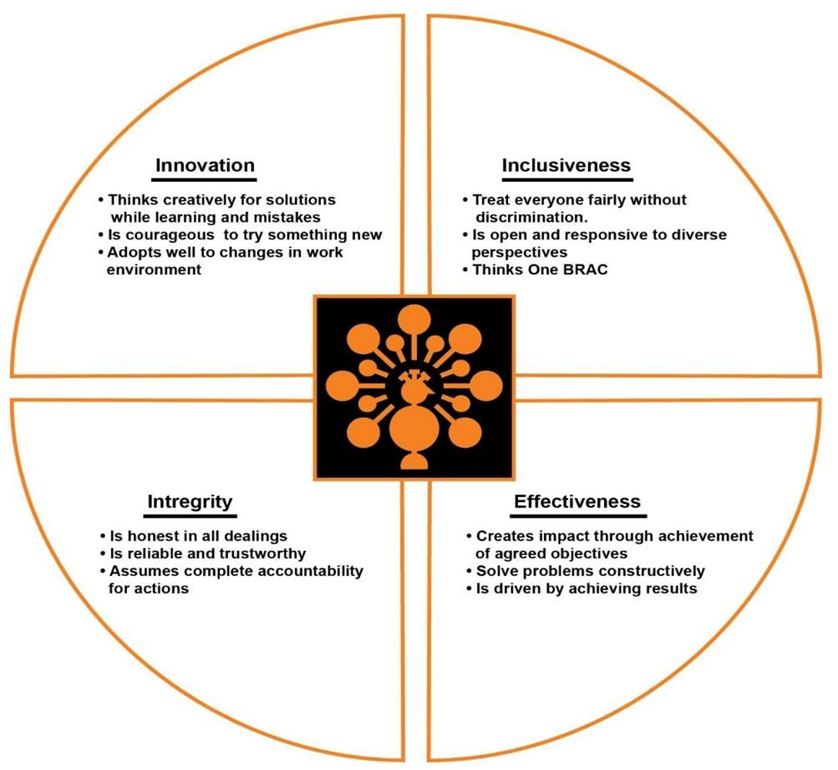 Innovation
• Thinks creatively for solutions
while learning and mistakes
• Is courageous to try something new
• Adopts well to changes in work
environment
Inclusiveness
• Treat everyone fairly without
discrimination.
• Is open and responsive to diverse
perspectives
• Thinks One BRAC
Intregrity
• Is honest in all dealings
• Is reliable and trustworthy
• Assumes complete accountability
for actions
Effectiveness
• Creates impact through achievement
of agreed objectives
• Solve problems constructively
• Is driven by achieving results